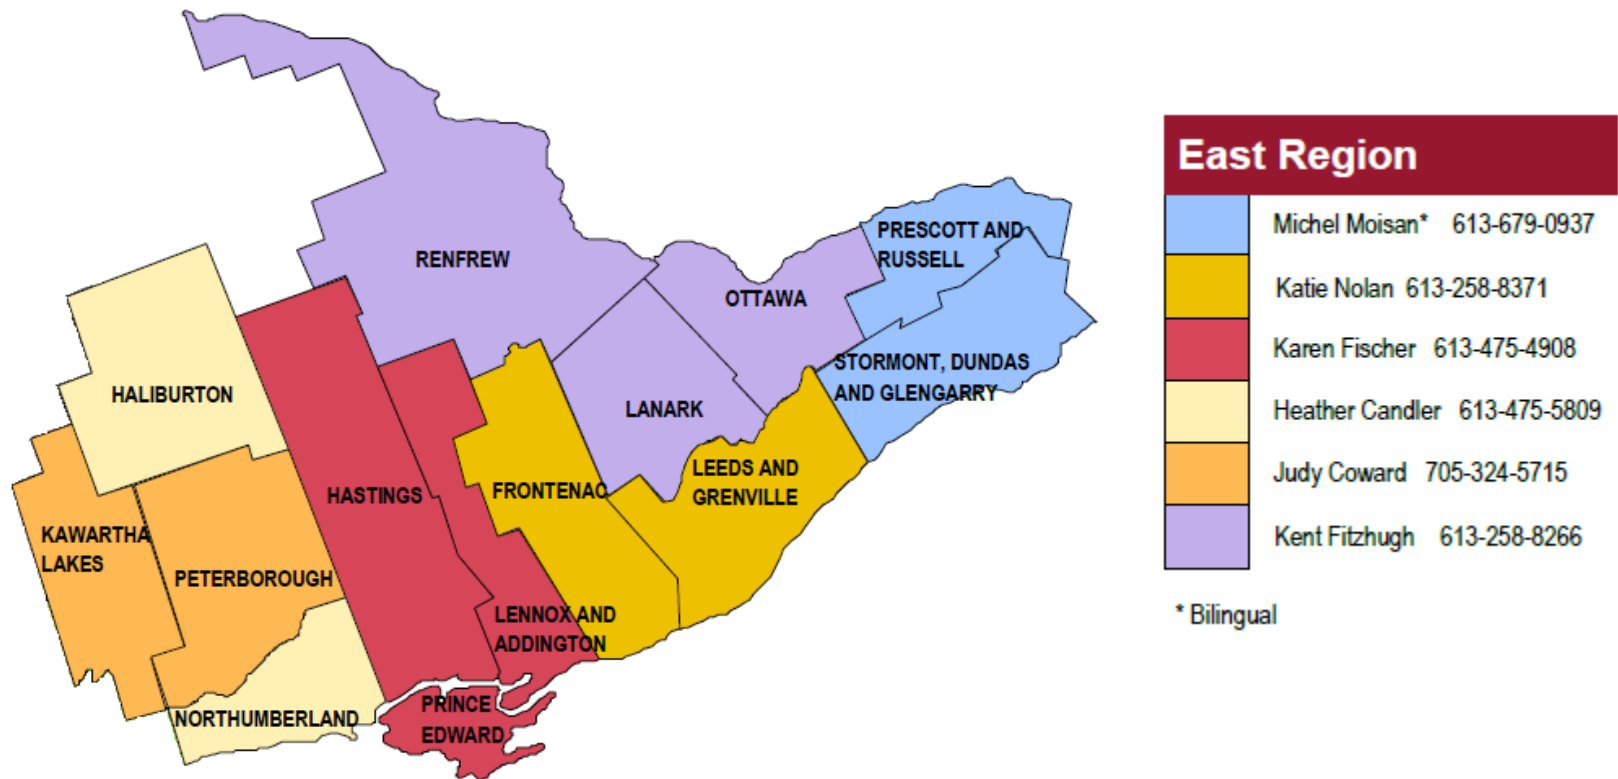 PRESCOTT AND
RUSSELL
RENFREW
OTTAWA
STORMONT, DUNDAS
AND GLENGARRY
HALIBURTON
LANARK
LEEDS AND
GRENVILLE
HASTINGS
FRONTENAC
KAWARTHA
LAKES
PETERBOROUGH
LENNOX AND
ADDINGTON
NORTHUMBERLAND
PRINCE
EDWARD
East Region
Michel Moisan* 613-679-0937
Katie Nolan 613-258-8371
Karen Fischer 613-475-4908
Heather Candler 613-475-5809
Judy Coward 705-324-5715
Kent Fitzhugh 613-258-8266
* Bilingual